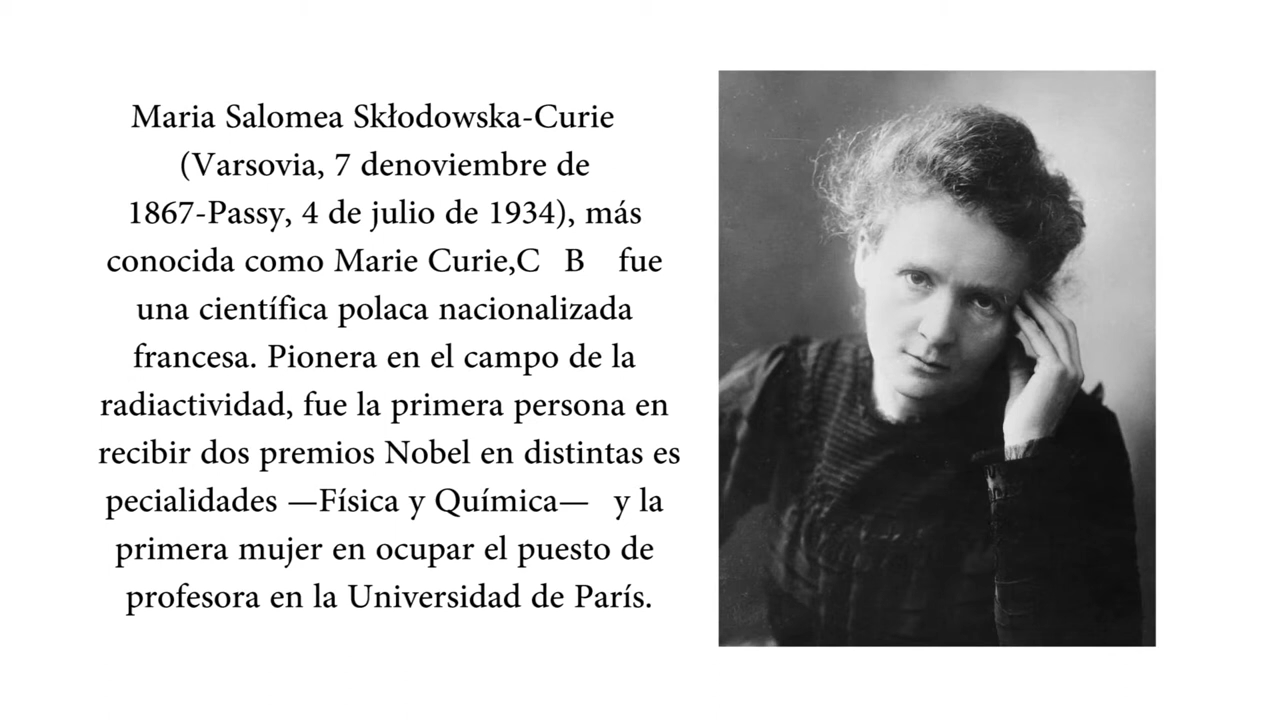 Maria Salomea Skłodowska-Curie
(Varsovia, 7 denoviembre de
1867-Passy, 4 de julio de 1934), más
conocida como Marie Curie,C B fue
una científica polaca nacionalizada
francesa. Pionera en el campo de la
radiactividad, fue la primera persona en
recibir dos premios Nobel en distintas es
pecialidades —Física y Química— y la
primera mujer en ocupar el puesto de
profesora en la Universidad de París.